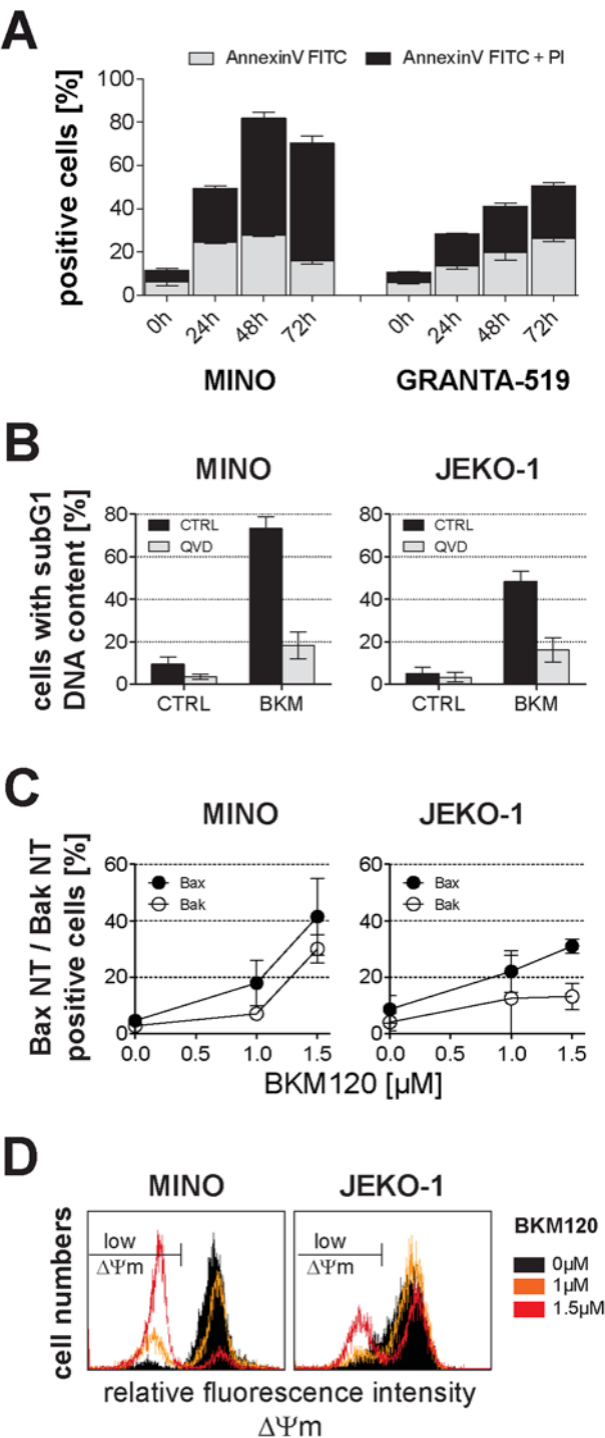 A
AnnexinV FITC AnnexinV FITC + PI
positive cells [%]
100
80
60
40
20
0
0h 24h 48h 72h 0h 24h 48h 72h
MINO GRANTA-519
B
MINO JEKO-1
cells with subG1
DNA content [%]
80
60
40
20
0
CTRL
QVD
CTRL BKM
80
60
40
20
0
CTRL
QVD
CTRL BKM
C
MINO JEKO-1
Bax NT / Bak NT
positive cells [%]
60
40
20
0
Bax
Bak
0.0 0.5 1.0 1.5
60
40
20
0
Bax
Bak
0.0 0.5 1.0 1.5
BKM120 [µM]
D
MINO JEKO-1
cell numbers
low
ΔΨm
low
ΔΨm
BKM120
0µM
1µM
1.5µM
relative fluorescence intensity
ΔΨm